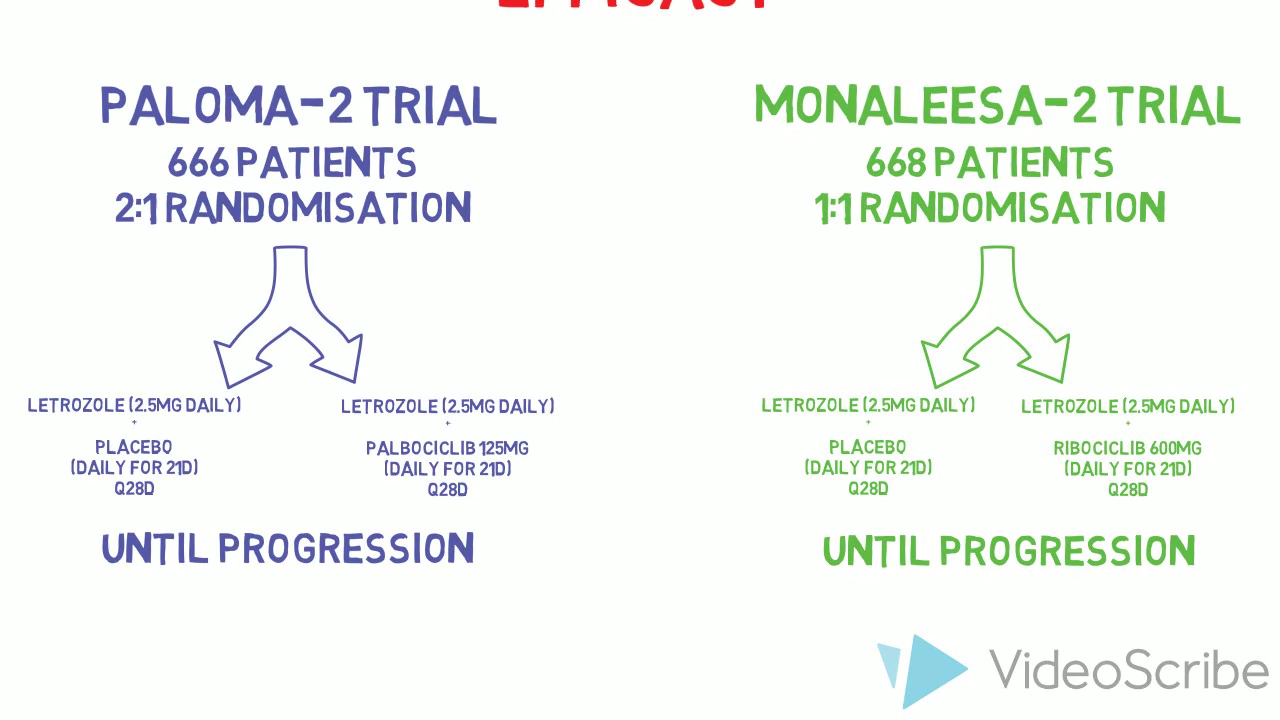 PALOMA-2 TRIAL
666 PATIENTS
2:1 RANDOMISATION
LETROZOLE (2.5MG DAILY)
+
PLACEBO
(DAILY FOR 21D)
Q28D
LETROZOLE (2.5MG DAILY)
+
PALBOCICLIB 125MG
(DAILY FOR 21D)
Q28D
UNTIL PROGRESSION
MONALEESA-2 TRIAL
668 PATIENTS
1:1 RANDOMISATION
LETROZOLE (2.5MG DAILY)
+
PLACEBO
(DAILY FOR 21D)
Q28D
LETROZOLE (2.5MG DAILY)
+
RIBOCICLIB 600MG
(DAILY FOR 21D)
Q28D
UNTIL PROGRESSION
VideoScribe